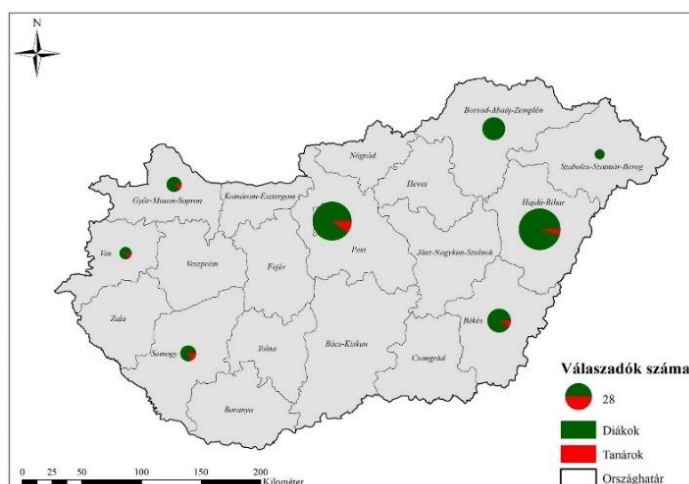 N
Borsod-Abaúj-Zemplén
Szabolcs-Szatmár-Bereg
Nógrád
Heves
Győr-Moson-Sopron
Komárom-Esztergom
Hajdú-Bihar
Pest
Jász-Nagykun-Szolnok
Vas
Veszprém
Fejér
Zala
Somogy
Tolna
Bács-Kiskun
Békés
Csongrád
Baranya
Válaszadók száma
28
Diákok
Tanárok
Országhatár
0 25 50 100 150 200
Kilométer